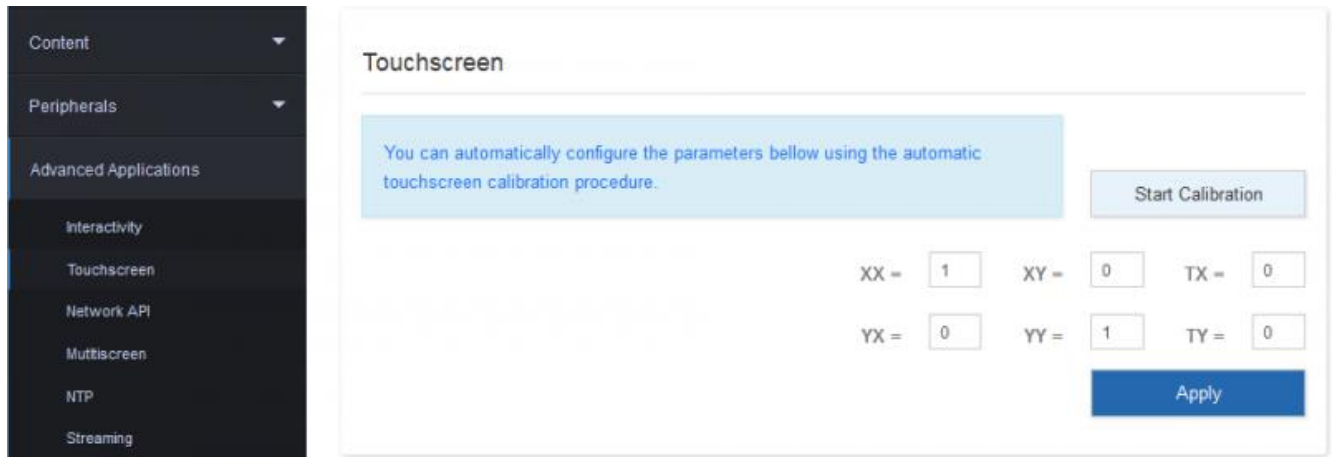 Content
Peripherals
Advanced Applications
Interactivity
Touchscreen
Network API
Multtiscreen
NTP
Streaming
Touchscreen
You can automatically configure the parameters bellow using the automatic
touchscreen calibration procedure.
Start Calibration
XX = 1 XY = 0 TX = 0
YX = 0 YY = 1 TY = 0
Apply